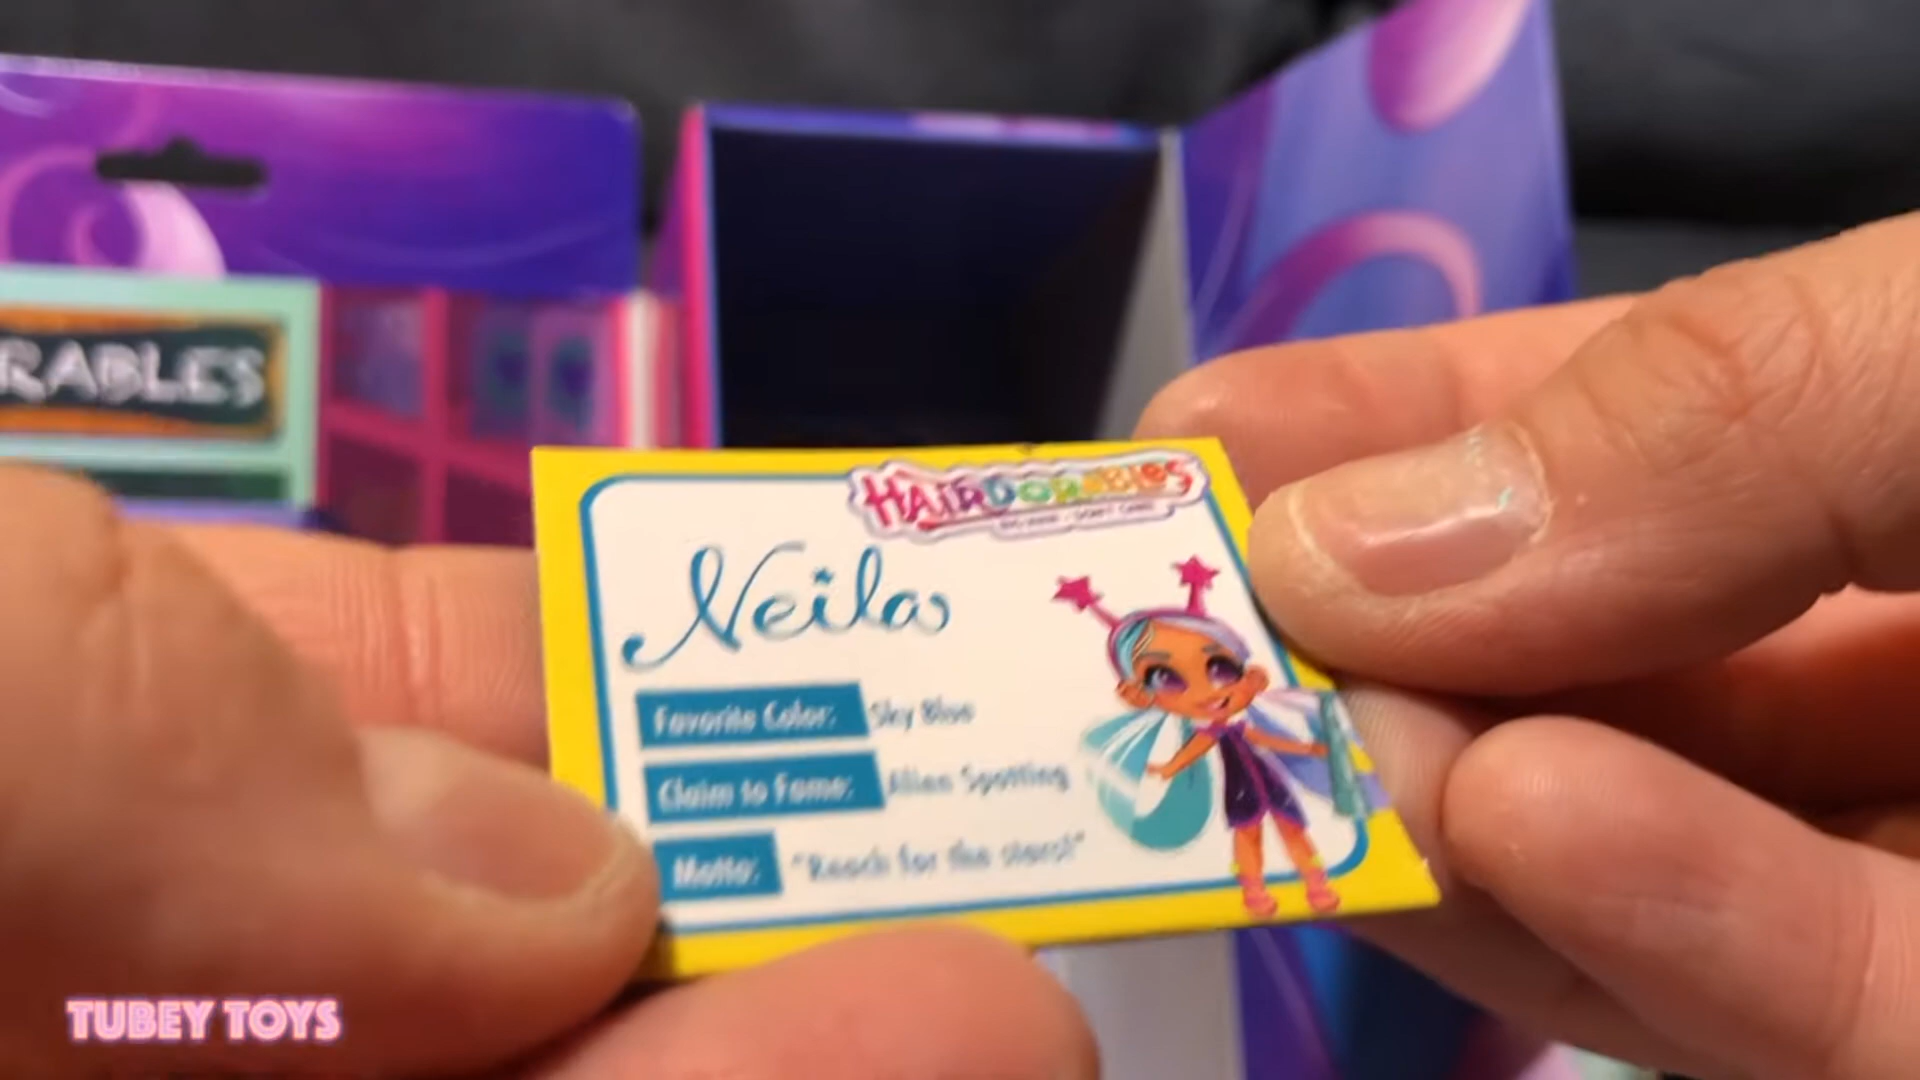 RABLES
HAIRDORABLES
Neila
Favorite Color: Sky Blue
Claim to Fame: Alien Spotting
Motto: "Reach for the stars!"
TUBEY TOYS